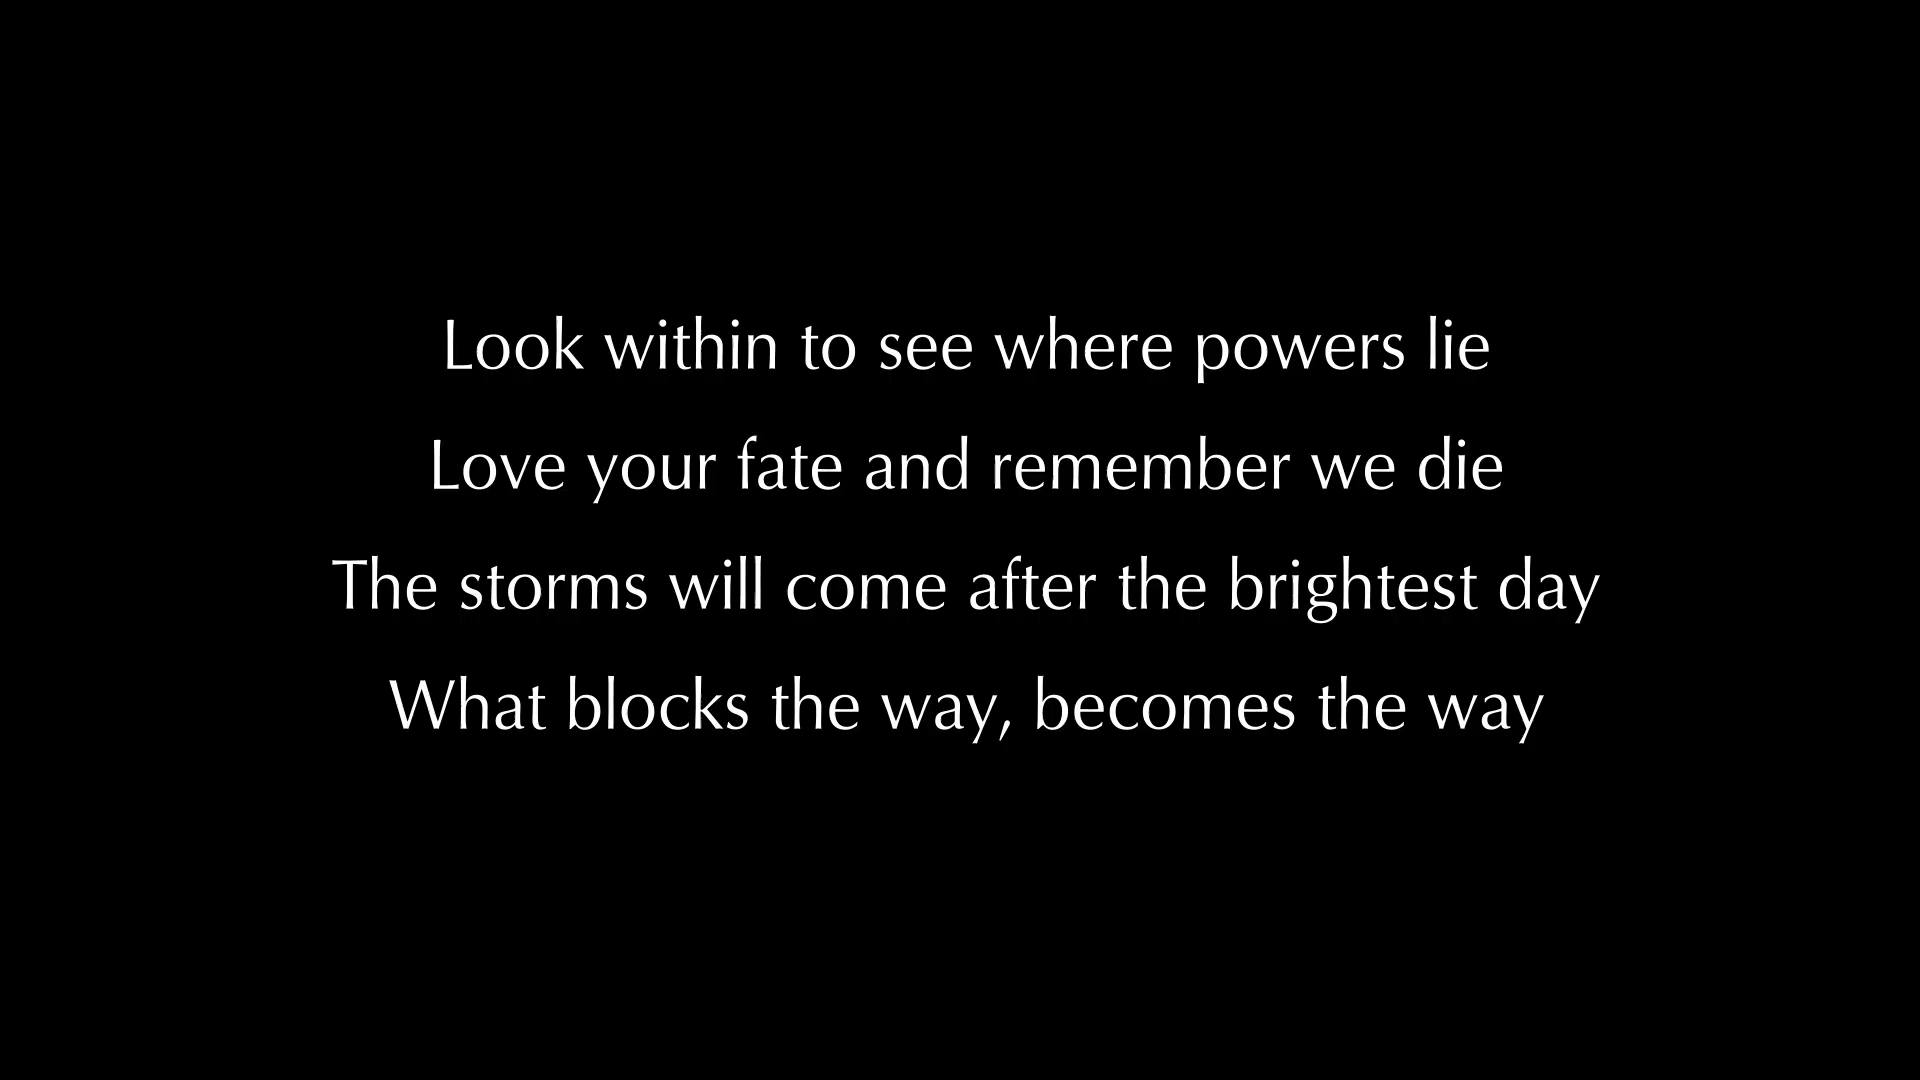 Look within to see where powers lie
Love your fate and remember we die
The storms will come after the brightest day
What blocks the way, becomes the way